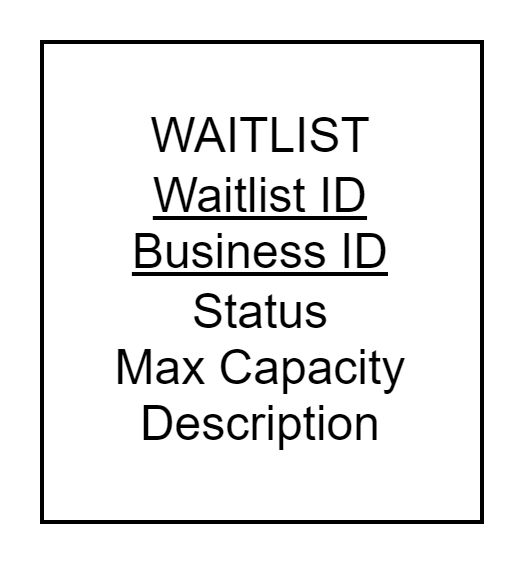 WAITLIST
Waitlist ID
Business ID
Status
Max Capacity
Description